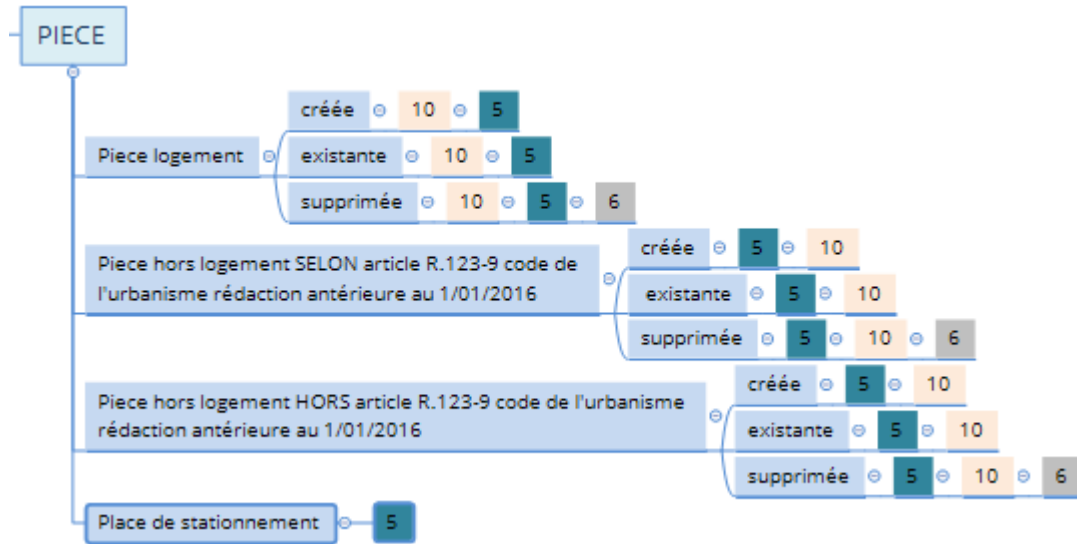 PIECE
Piece logement
créée 10 5
existante 10 5
supprimée 10 5 6
Piece hors logement SELON article R.123-9 code de
l'urbanisme rédaction antérieure au 1/01/2016
créée 5 10
existante 5 10
supprimée 5 10 6
Piece hors logement HORS article R.123-9 code de l'urbanisme
rédaction antérieure au 1/01/2016
créée 5 10
existante 5 10
supprimée 5 10 6
Place de stationnement 5